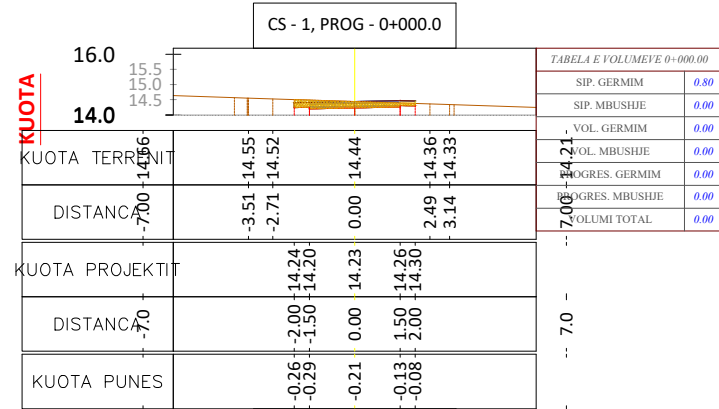 CS - 1, PROG - 0+000.0
KUOTA
16.0
15.5
15.0
14.5
14.0
TABELA E VOLUMEVE 0+000.00
SIP. GERMIM 0.80
SIP. MBUSHJE 0.00
VOL. GERMIM 0.00
VOL. MBUSHJE 0.00
PROGRES. GERMIM 0.00
PROGRES. MBUSHJE 0.00
VOLUMI TOTAL 0.00
KUOTA TERRENIT 14.66 14.55 14.52 14.44 14.36 14.33 14.21
DISTANCA -7.00 -3.51 -2.71 0.00 2.49 3.14 7.00
KUOTA PROJEKTIT 14.24 14.20 14.23 14.26 14.30
DISTANCA -7.0 -2.00 -1.50 0.00 1.50 2.00 7.0
KUOTA PUNES -0.26 -0.29 -0.21 -0.13 -0.08